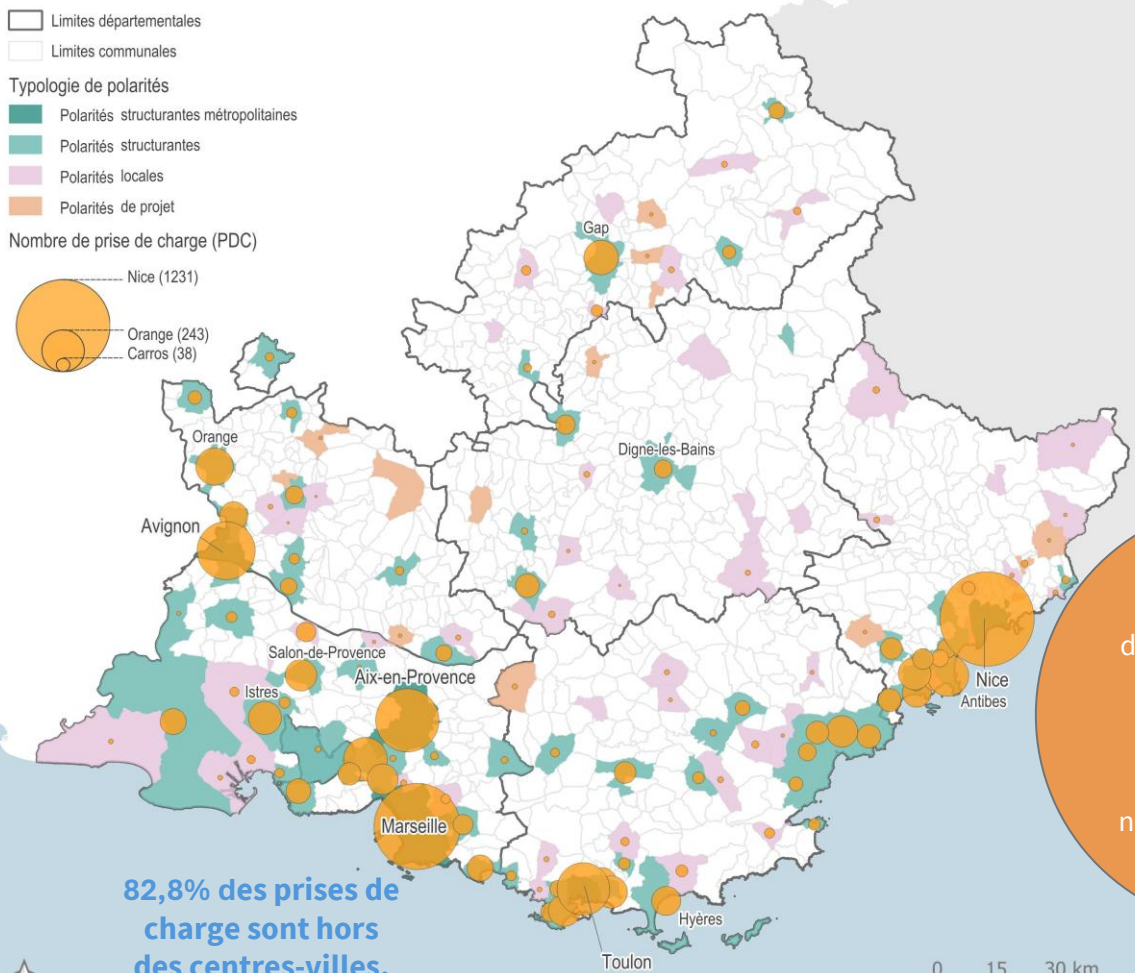 Limites départementales
Limites communales
Typologie de polarités
Polarités structurantes métropolitaines
Polarités structurantes
Polarités locales
Polarités de projet
Nombre de prise de charge (PDC)
Nice (1231)
Orange (243)
Carros (38)
Gap
Orange
Digne-les-Bains
Avignon
Salon-de-Provence
Aix-en-Provence
Istres
Nice
Antibes
Marseille
Hyères
Toulon
82,8% des prises de
charge sont hors
des centres-villes.
d
n
0 15 30 km